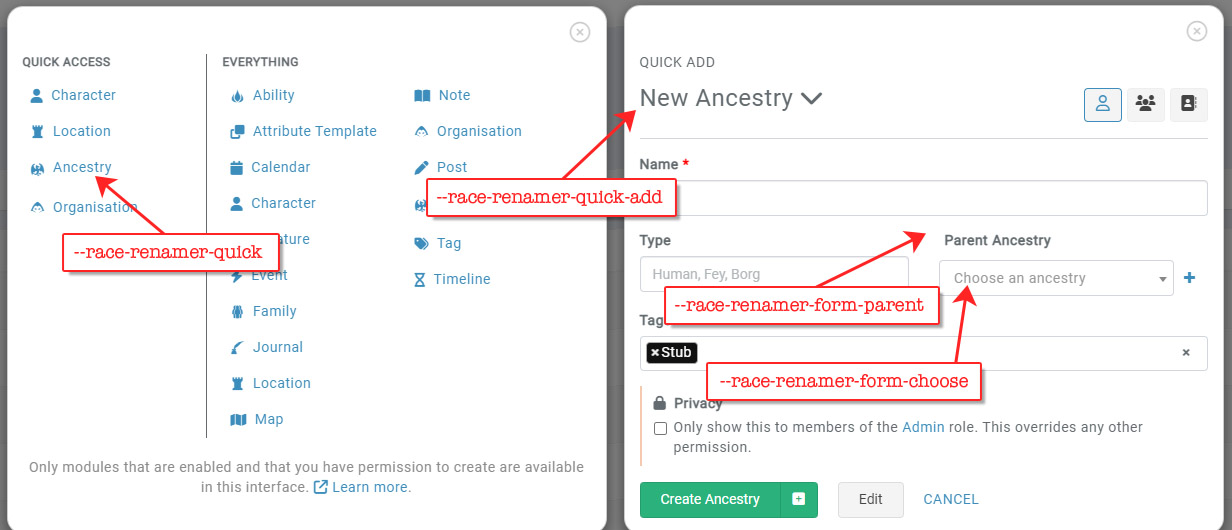 QUICK ACCESS
Character
Location
Ancestry
Organisation
--race-renamer-quick
EVERYTHING
Ability
Attribute Template
Calendar
Character
ature
Event
Family
Journal
Location
Map
Note
Organisation
Post
Tag
Timeline
Only modules that are enabled and that you have permission to create are available
in this interface. Learn more.
QUICK ADD
New Ancestry
--race-renamer-quick-add
Name *
Type
Human, Fey, Borg
Parent Ancestry
Choose an ancestry
--race-renamer-form-parent
Tag
×Stub
×
--race-renamer-form-choose
Privacy
Only show this to members of the Admin role. This overrides any other
permission.
Create Ancestry
Edit
CANCEL